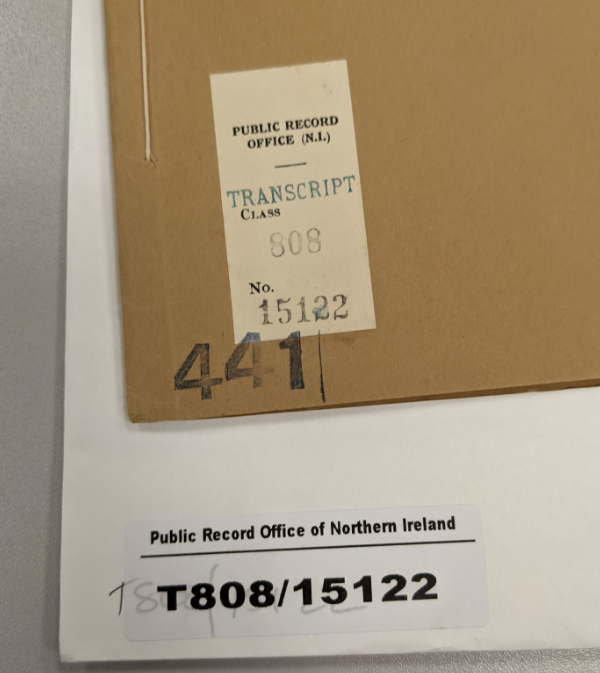 PUBLIC RECORD
OFFICE (N.I.)
TRANSCRIPT
CLASS
808
No.
15122
441
Public Record Office of Northern Ireland
T808/15122